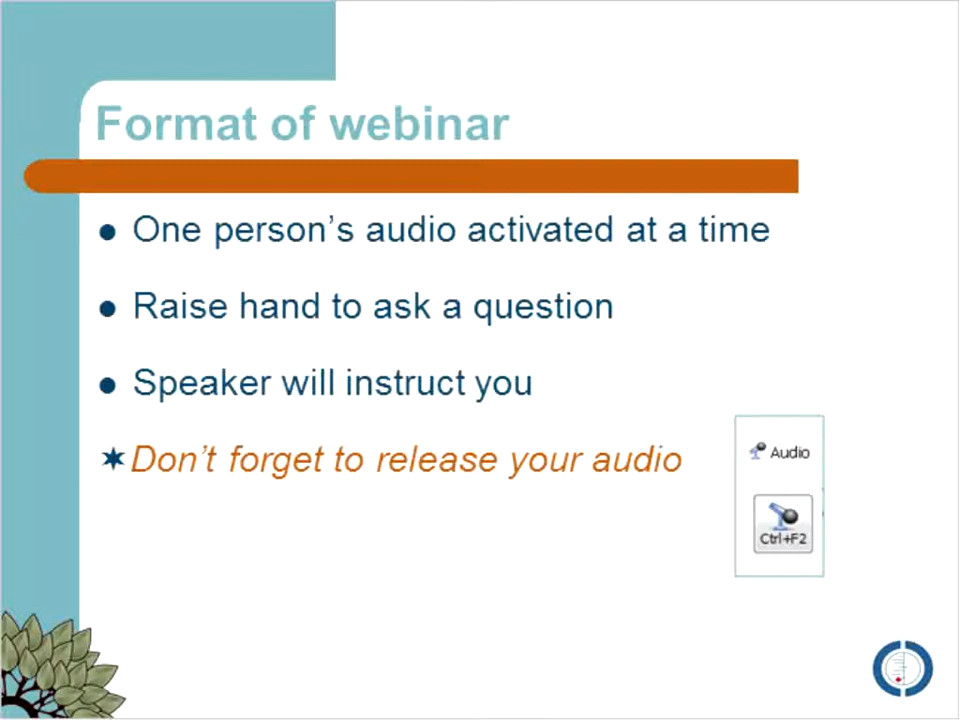 Format of webinar
One person's audio activated at a time
Raise hand to ask a question
Speaker will instruct you
Don't forget to release your audio
Audio
Ctrl+F2